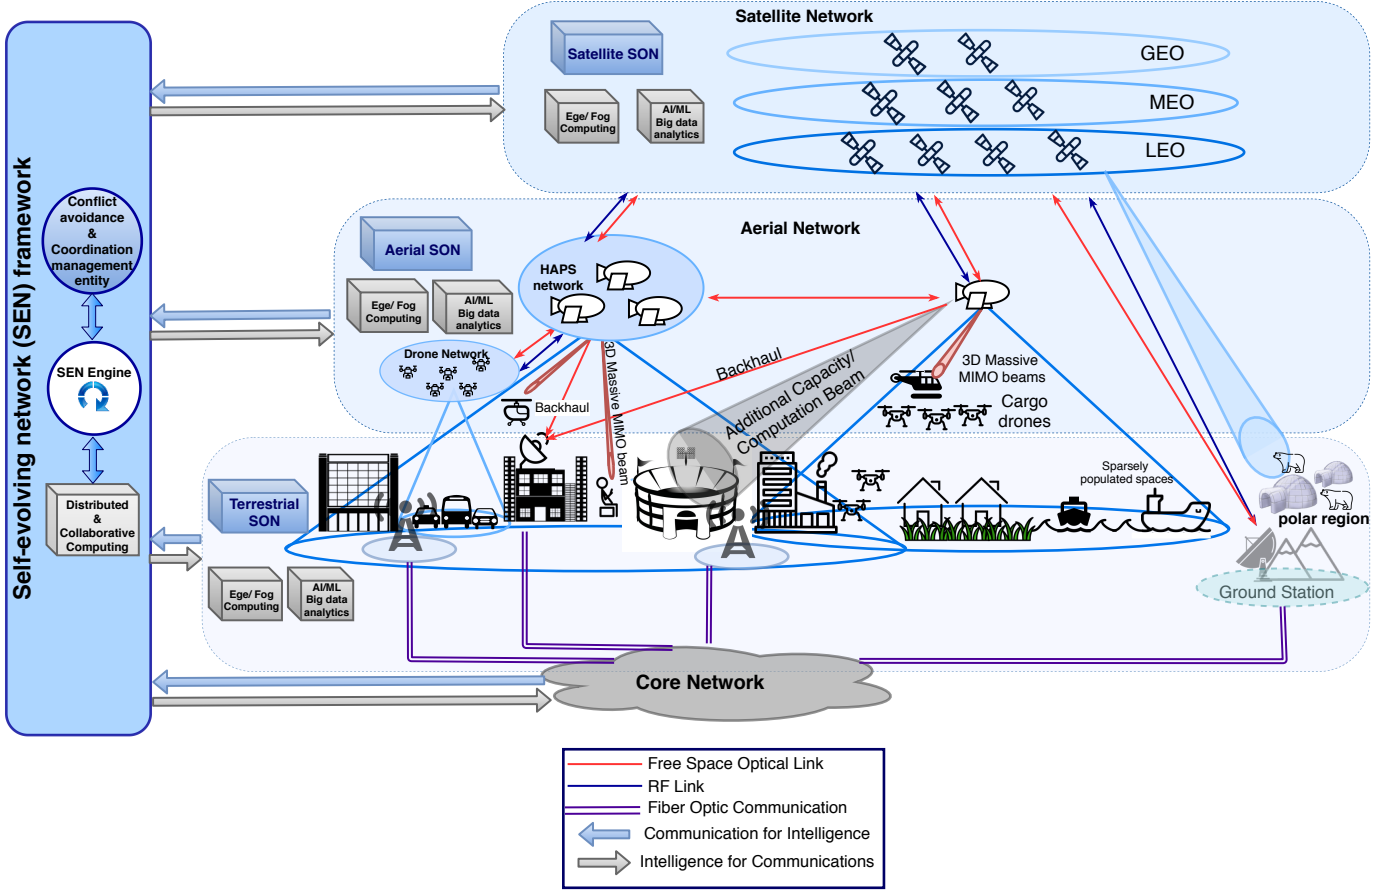 Satellite Network
Satellite SON
Ege/ Fog
Computing
AI/ML
Big data
analytics
GEO
MEO
LEO
Self-evolving network (SEN) framework
Conflict
avoidance
&
Coordination
management
entity
SEN Engine
Distributed
&
Collaborative
Computing
Aerial Network
Aerial SON
Ege/ Fog
Computing
AI/ML
Big data
analytics
HAPS
network
Drone Network
Backhaul
3D Massive MIMO beam
Backhaul
Additional Capacity/
Computation Beam
3D Massive
MIMO beams
Cargo
drones
Terrestrial
SON
Ege/ Fog
Computing
AI/ML
Big data
analytics
Sparsely
populated spaces
polar region
Ground Station
Core Network
Free Space Optical Link
RF Link
Fiber Optic Communication
Communication for Intelligence
Intelligence for Communications